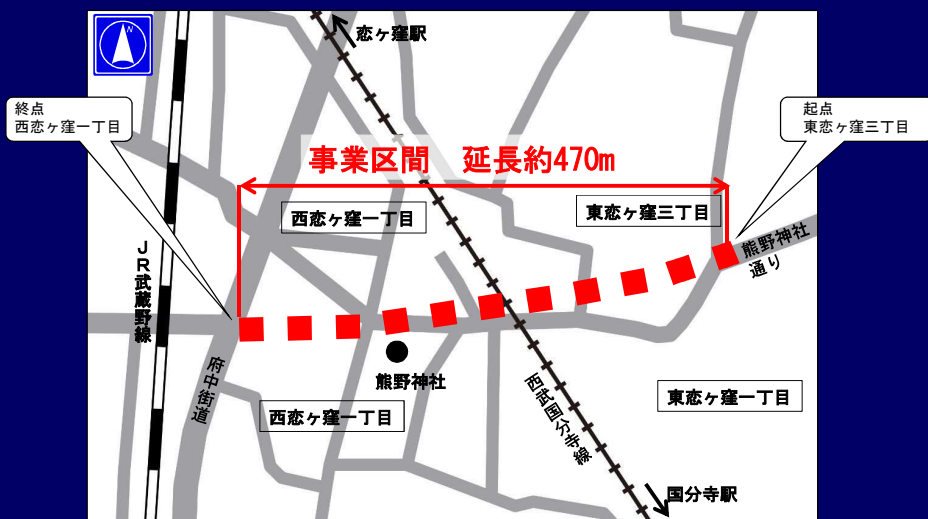 N
恋ヶ窪駅
終点
西恋ヶ窪一丁目
起点
東恋ヶ窪三丁目
事業区間 延長約470m
西恋ヶ窪一丁目
東恋ヶ窪三丁目
熊野神社
通り
JR武蔵野線
府中街道
熊野神社
西恋ヶ窪一丁目
西武国分寺線
東恋ヶ窪一丁目
国分寺駅